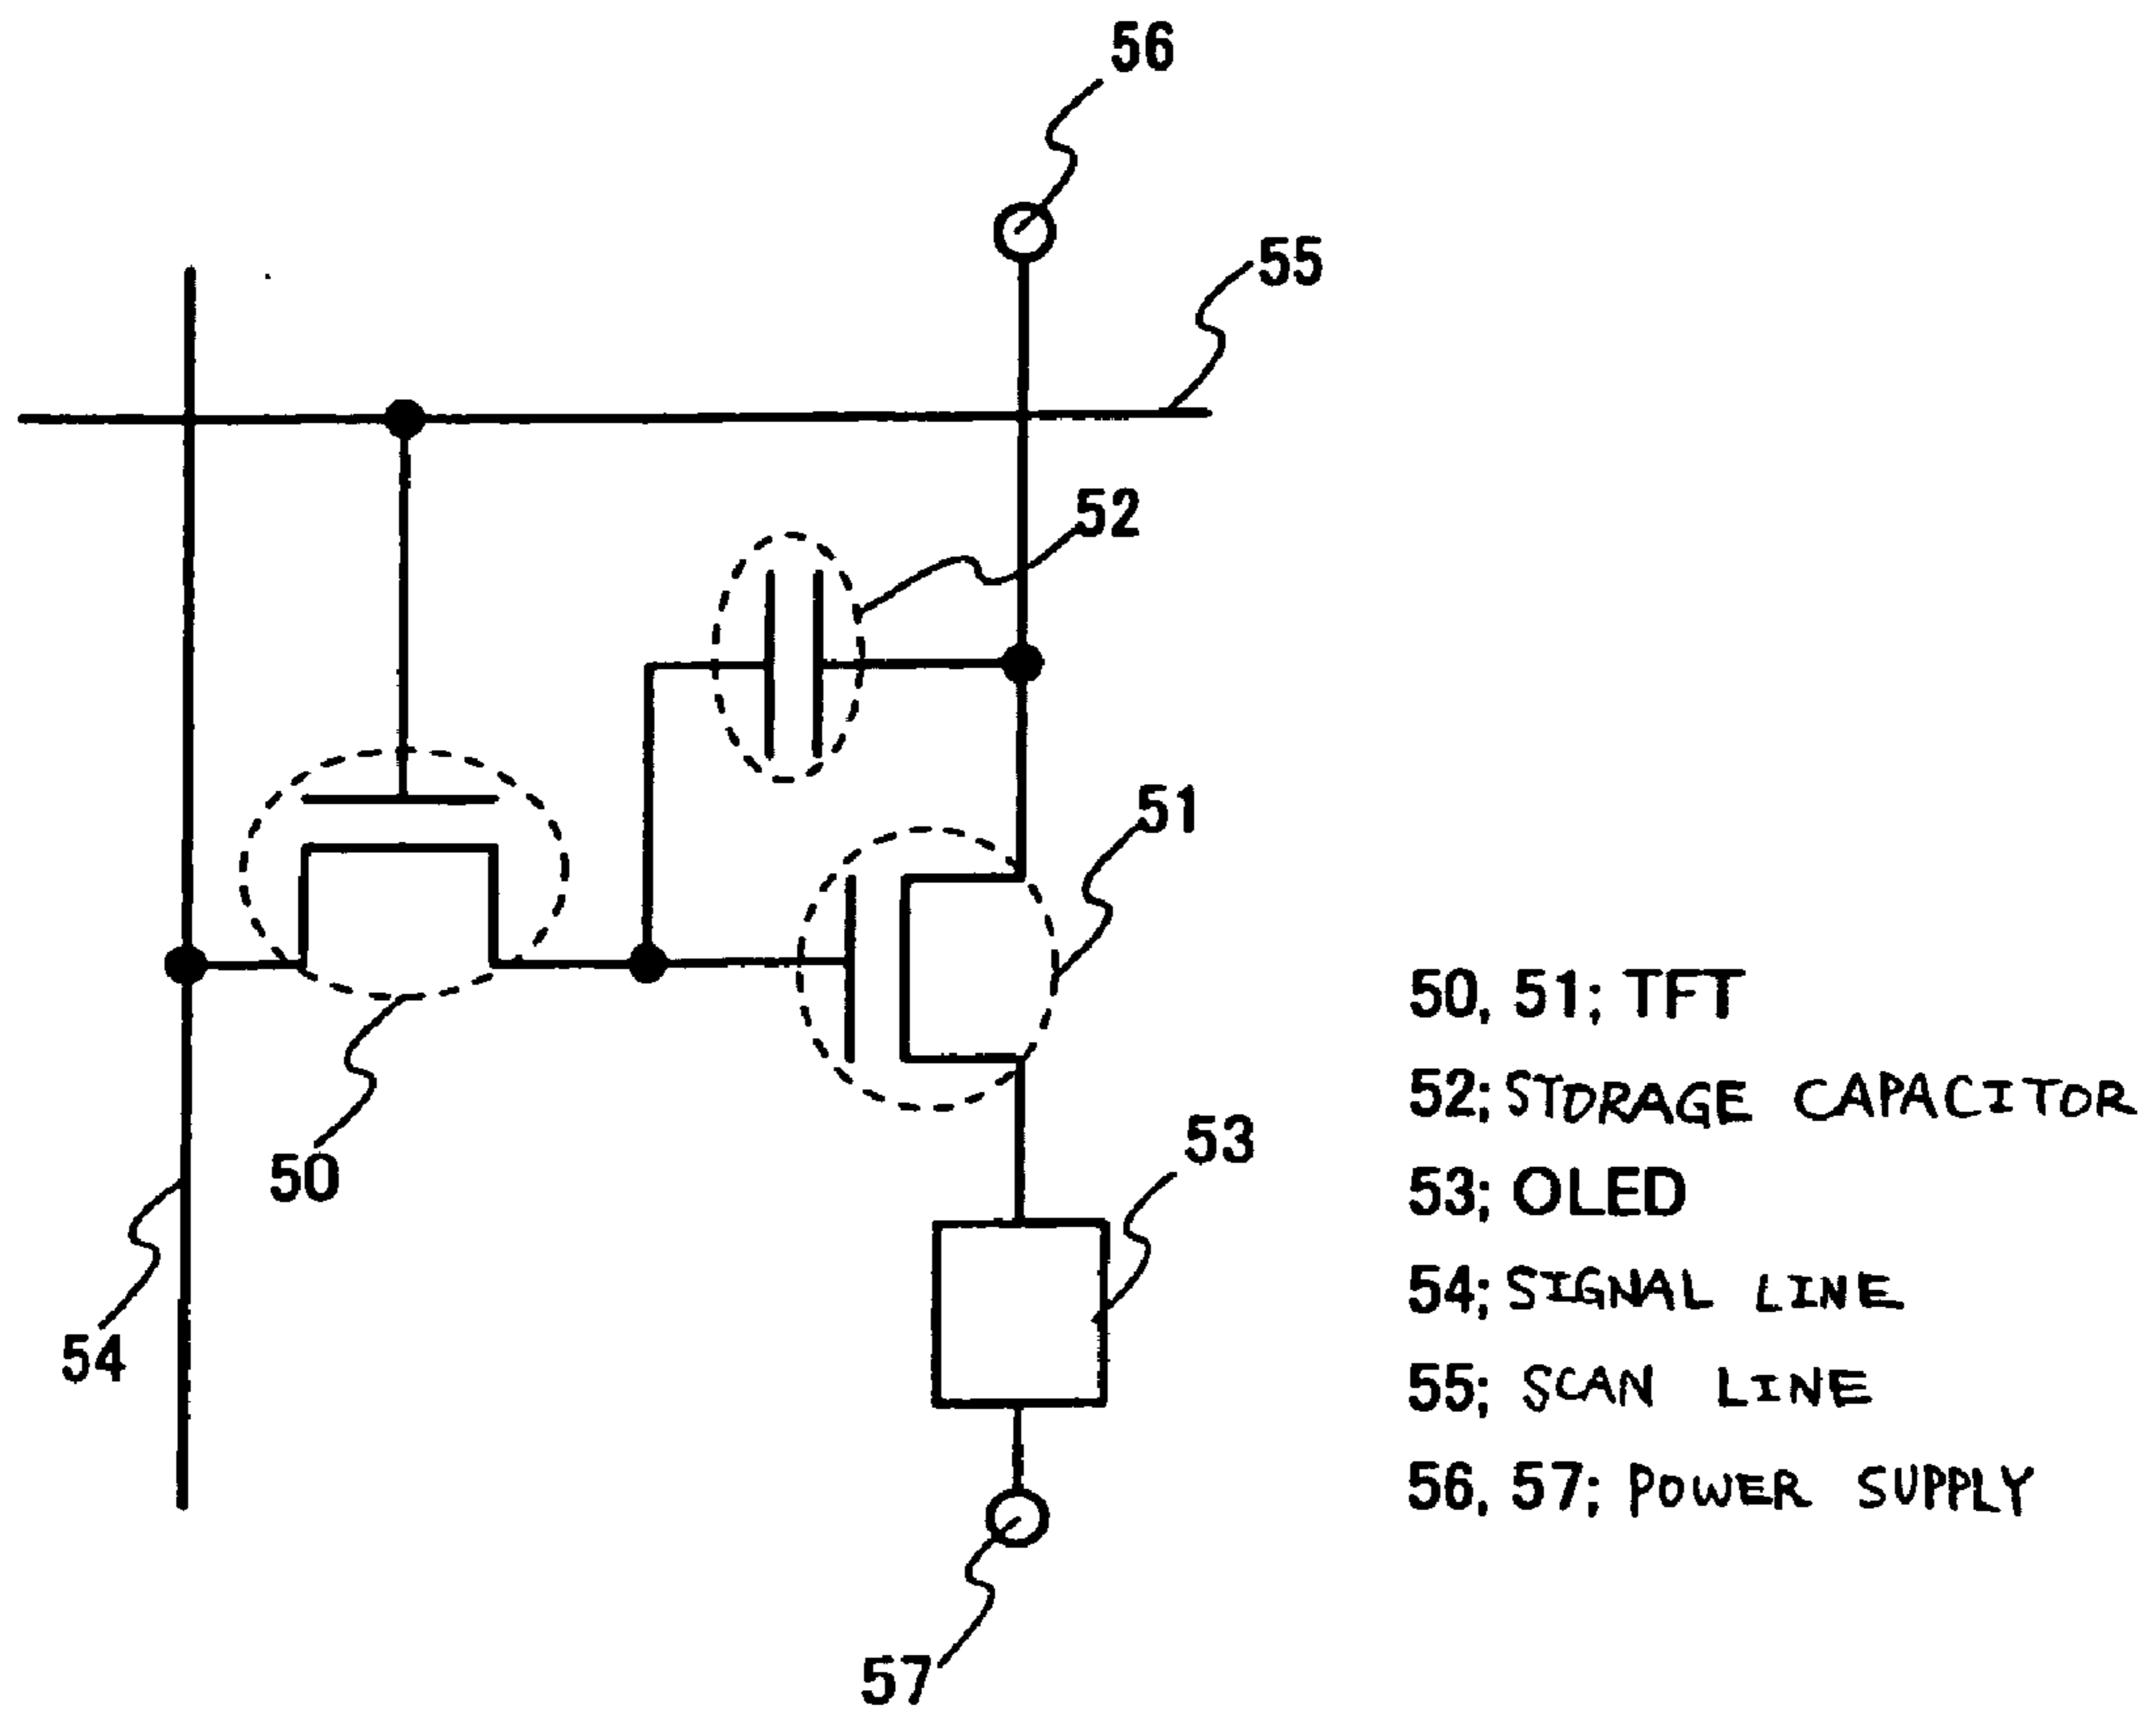 56
55
52
51
50
53
54
57
50, 51; TFT
52; STORAGE CAPACITOR
53; OLED
54; SIGNAL LINE
55; SCAN LINE
56, 57; POWER SUPPLY